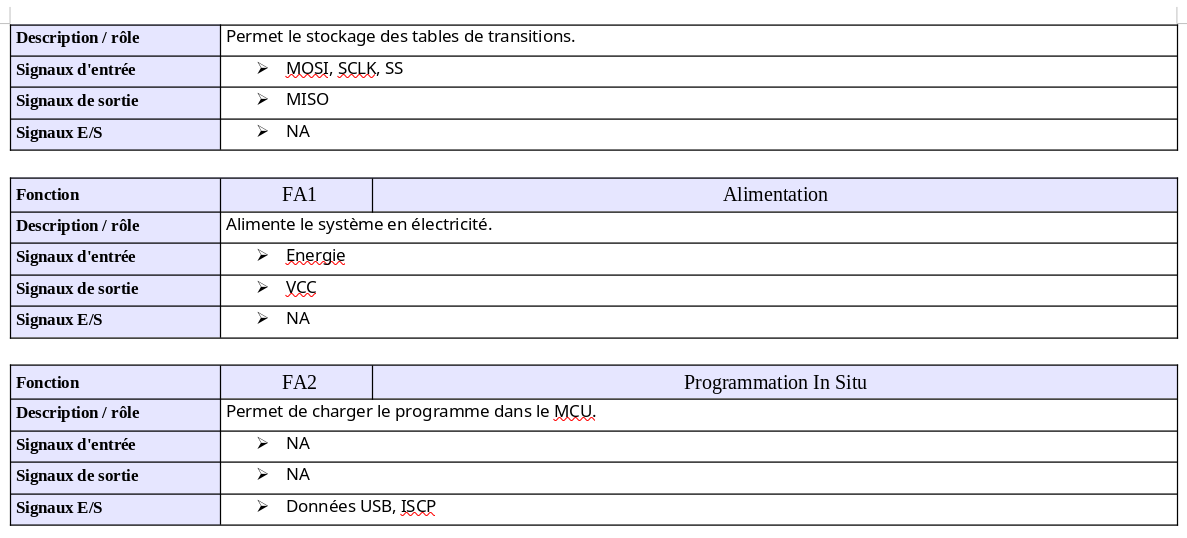 Description / rôle Permet le stockage des tables de transitions.
Signaux d'entrée ➢ MOSI, SCLK, SS
Signaux de sortie ➢ MISO
Signaux E/S ➢ NA
Fonction FA1 Alimentation
Description / rôle Alimente le système en électricité.
Signaux d'entrée ➢ Energie
Signaux de sortie ➢ VCC
Signaux E/S ➢ NA
Fonction FA2 Programmation In Situ
Description / rôle Permet de charger le programme dans le MCU.
Signaux d'entrée ➢ NA
Signaux de sortie ➢ NA
Signaux E/S ➢ Données USB, ISCP